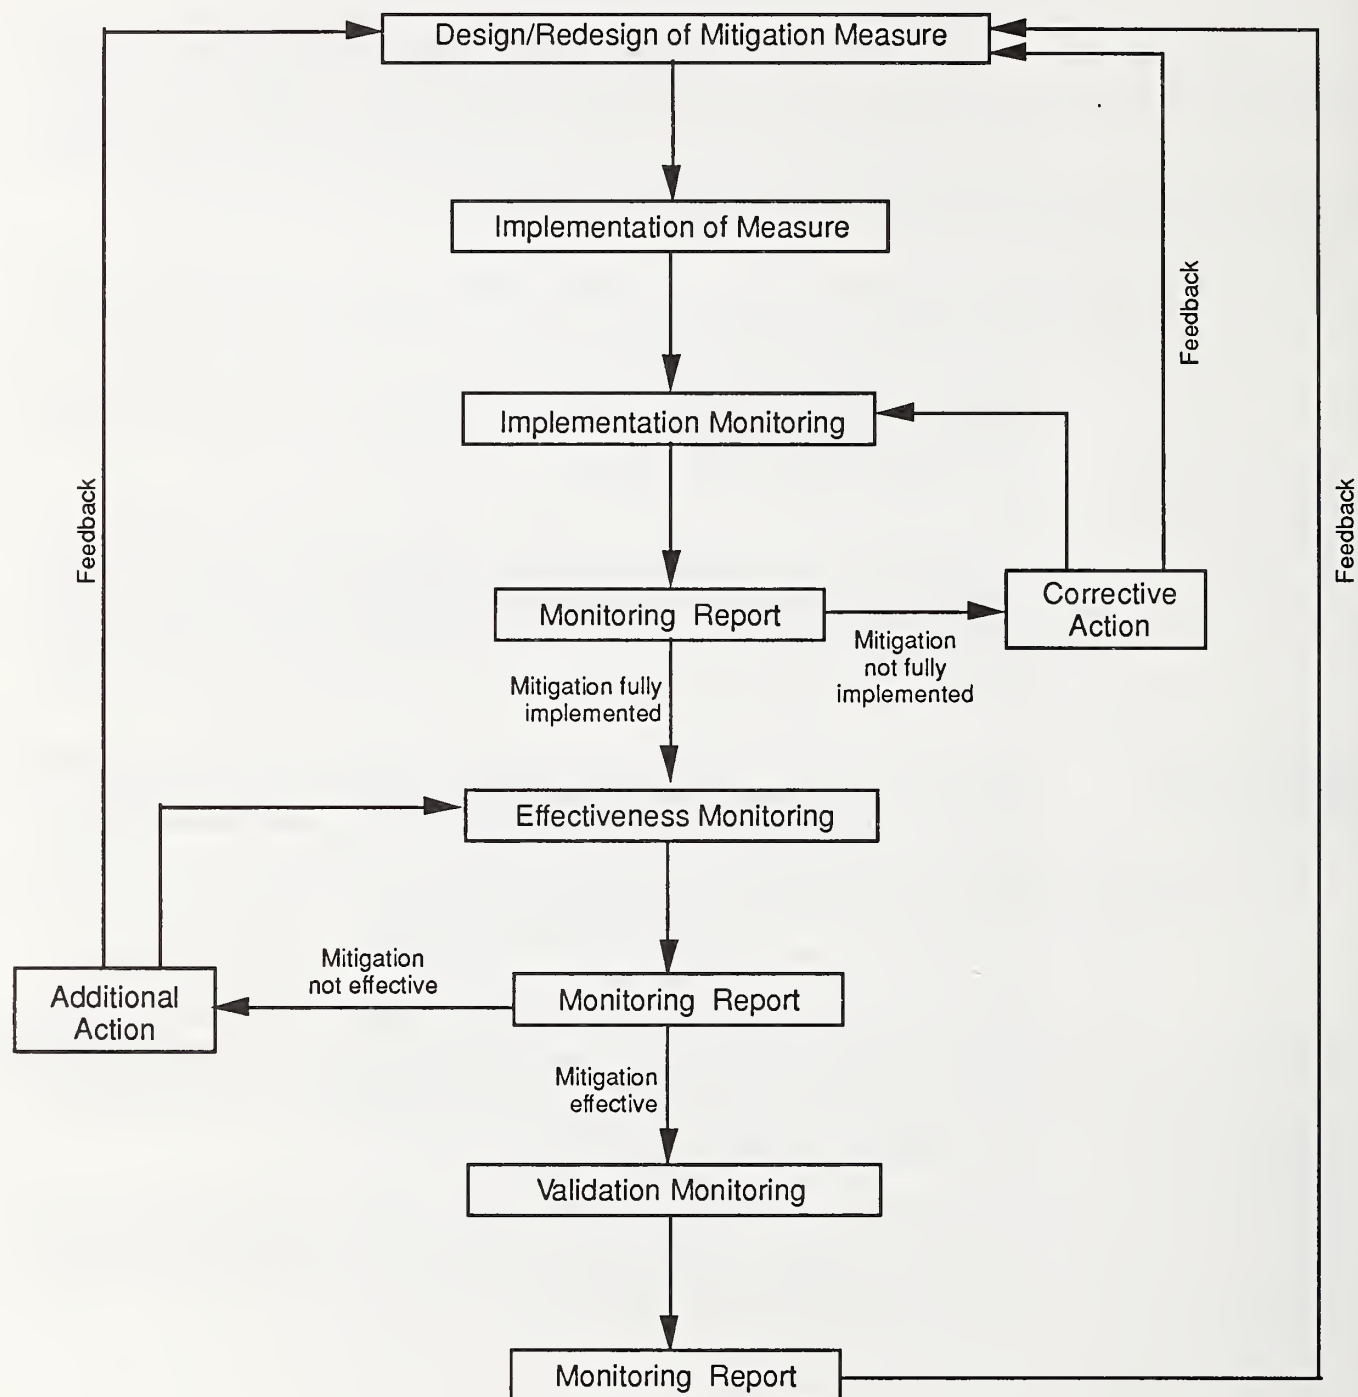 Design/Redesign of Mitigation Measure
Implementation of Measure
Feedback
Implementation Monitoring
Feedback
Feedback
Monitoring Report
Corrective
Action
Mitigation
not fully
implemented
Mitigation fully
implemented
Effectiveness Monitoring
Mitigation
not effective
Additional
Action
Monitoring Report
Mitigation
effective
Validation Monitoring
Monitoring Report